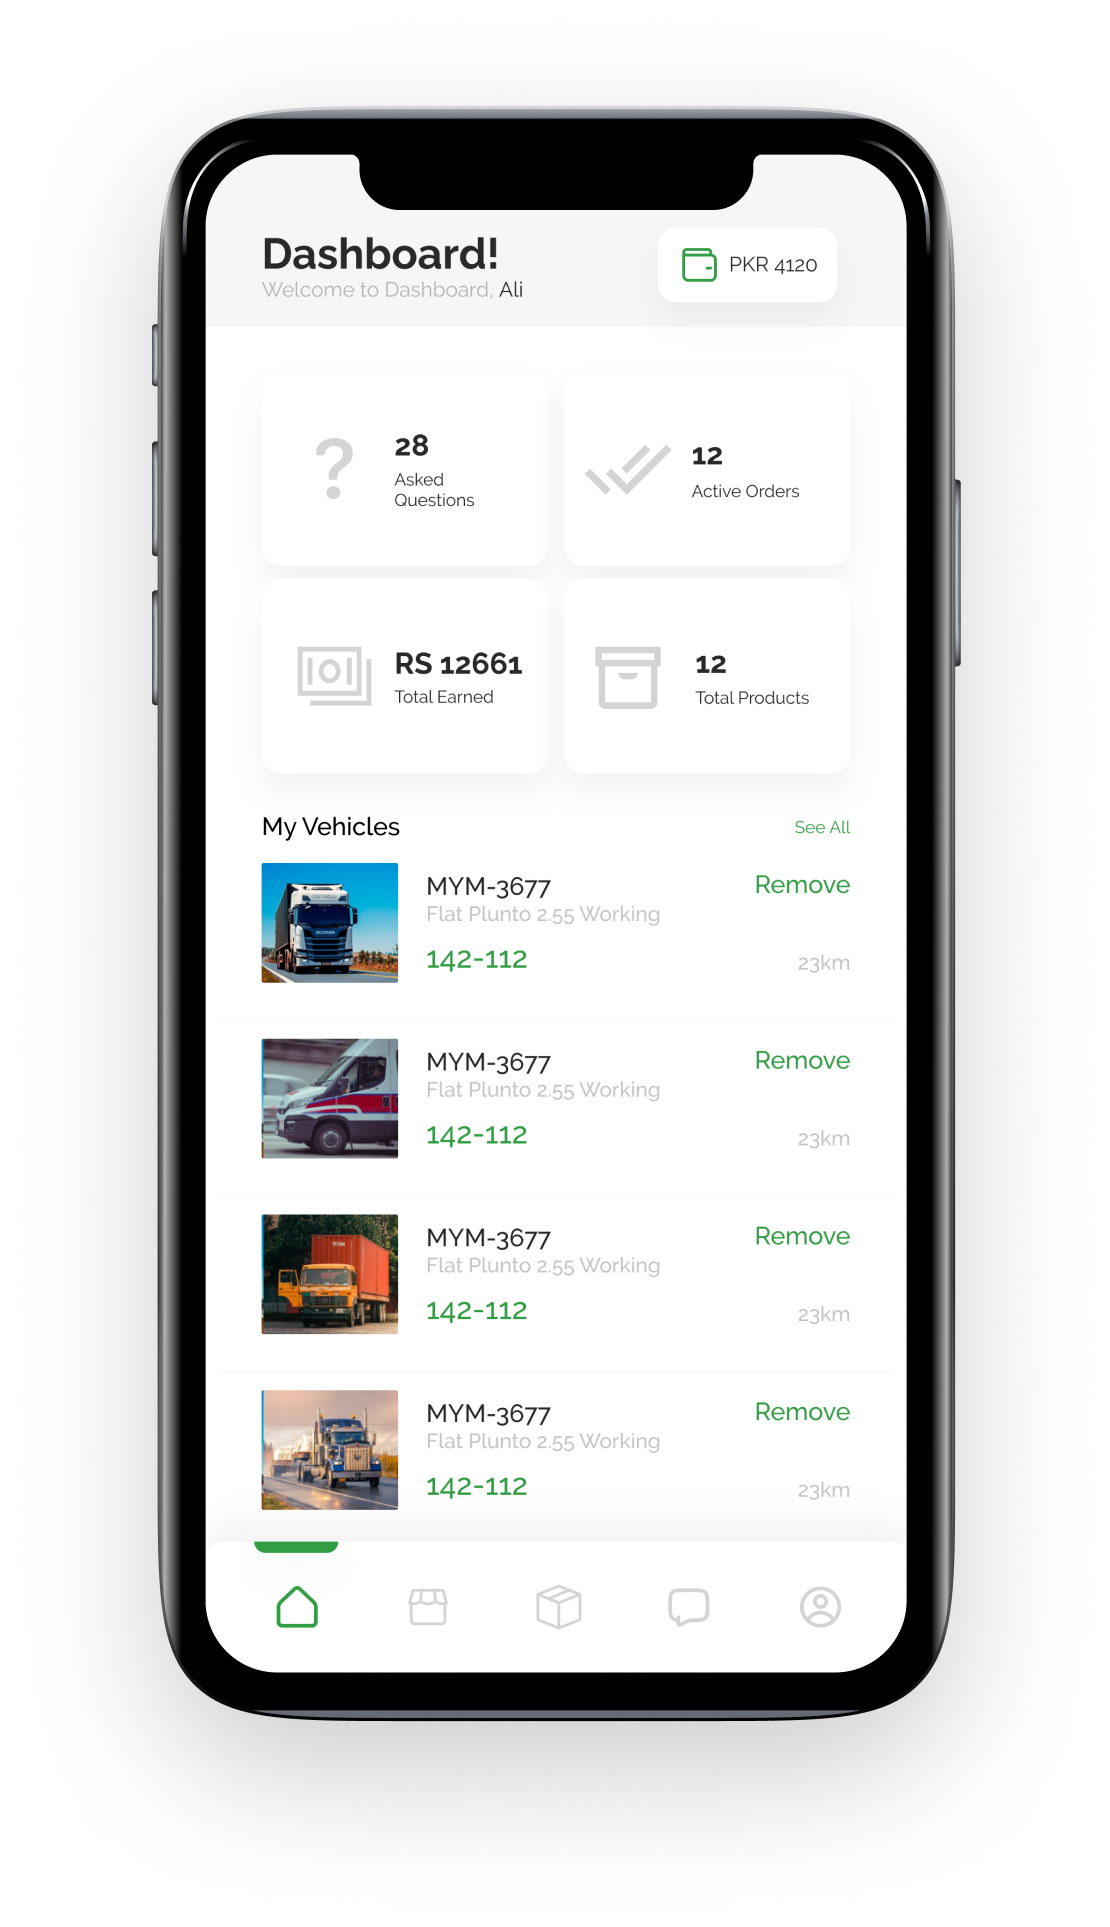 Dashboard!
Welcome to Dashboard, Ali
PKR 4120
28
Asked
Questions
12
Active Orders
RS 12661
Total Earned
12
Total Products
My Vehicles
See All
MYM-3677
Remove
Flat Plunto 2.55 Working
142-112
23km
SCANIA
MYM-3677
Remove
Flat Plunto 2.55 Working
142-112
23km
MYM-3677
Remove
Flat Plunto 2.55 Working
142-112
23km
MYM-3677
Remove
Flat Plunto 2.55 Working
142-112
23km